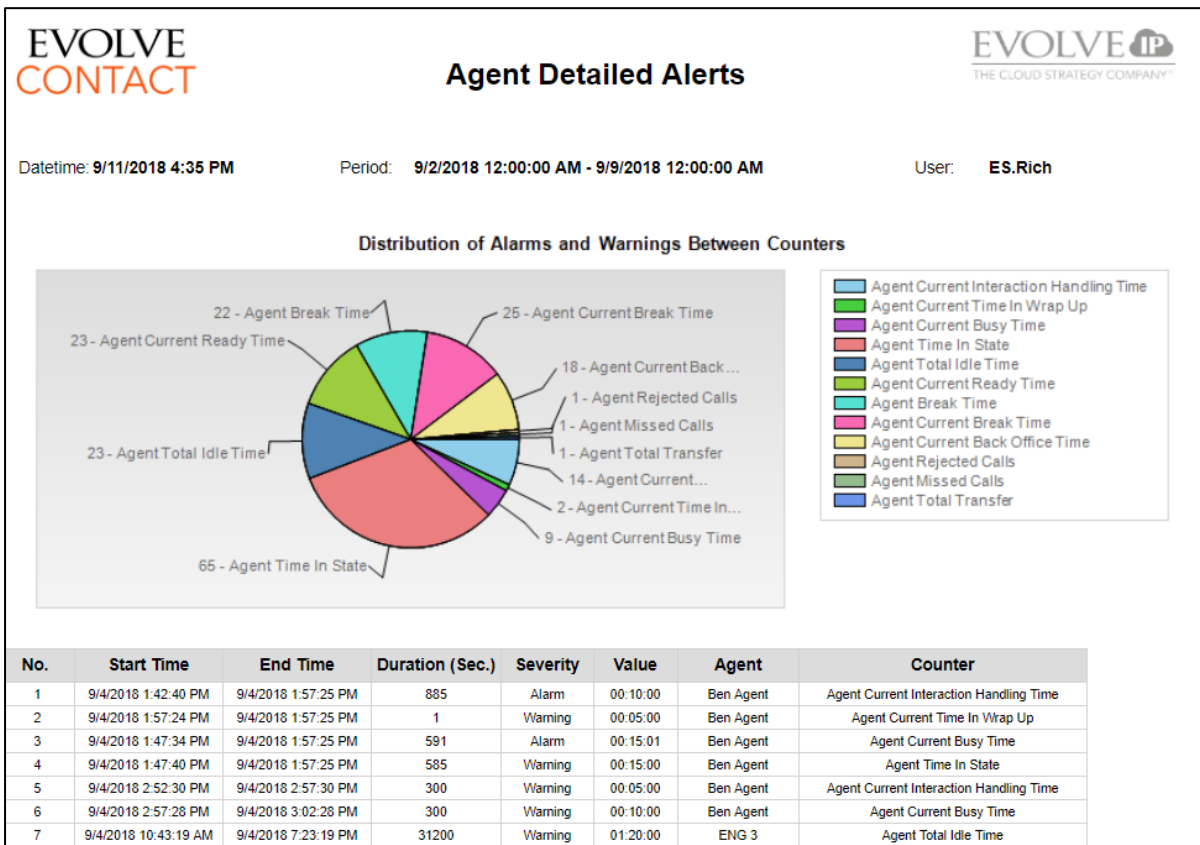 EVOLVE
CONTACT
Agent Detailed Alerts
EVOLVE IP
THE CLOUD STRATEGY COMPANY™
Datetime: 9/11/2018 4:35 PM Period: 9/2/2018 12:00:00 AM - 9/9/2018 12:00:00 AM User: ES.Rich
Distribution of Alarms and Warnings Between Counters
22 - Agent Break Time
25 - Agent Current Break Time
23 - Agent Current Ready Time
18 - Agent Current Back ...
1 - Agent Rejected Calls
1 - Agent Missed Calls
23 - Agent Total Idle Time
1 - Agent Total Transfer
14 - Agent Current...
2 - Agent Current Time In...
9 - Agent Current Busy Time
65 - Agent Time In State
Agent Current Interaction Handling Time
Agent Current Time In Wrap Up
Agent Current Busy Time
Agent Time In State
Agent Total Idle Time
Agent Current Ready Time
Agent Break Time
Agent Current Break Time
Agent Current Back Office Time
Agent Rejected Calls
Agent Missed Calls
Agent Total Transfer
No. Start Time End Time Duration (Sec.) Severity Value Agent Counter
1 9/4/2018 1:42:40 PM 9/4/2018 1:57:25 PM 885 Alarm 00:10:00 Ben Agent Agent Current Interaction Handling Time
2 9/4/2018 1:57:24 PM 9/4/2018 1:57:25 PM 1 Warning 00:05:00 Ben Agent Agent Current Time In Wrap Up
3 9/4/2018 1:47:34 PM 9/4/2018 1:57:25 PM 591 Alarm 00:15:01 Ben Agent Agent Current Busy Time
4 9/4/2018 1:47:40 PM 9/4/2018 1:57:25 PM 585 Warning 00:15:00 Ben Agent Agent Time In State
5 9/4/2018 2:52:30 PM 9/4/2018 2:57:30 PM 300 Warning 00:05:00 Ben Agent Agent Current Interaction Handling Time
6 9/4/2018 2:57:28 PM 9/4/2018 3:02:28 PM 300 Warning 00:10:00 Ben Agent Agent Current Busy Time
7 9/4/2018 10:43:19 AM 9/4/2018 7:23:19 PM 31200 Warning 01:20:00 ENG 3 Agent Total Idle Time